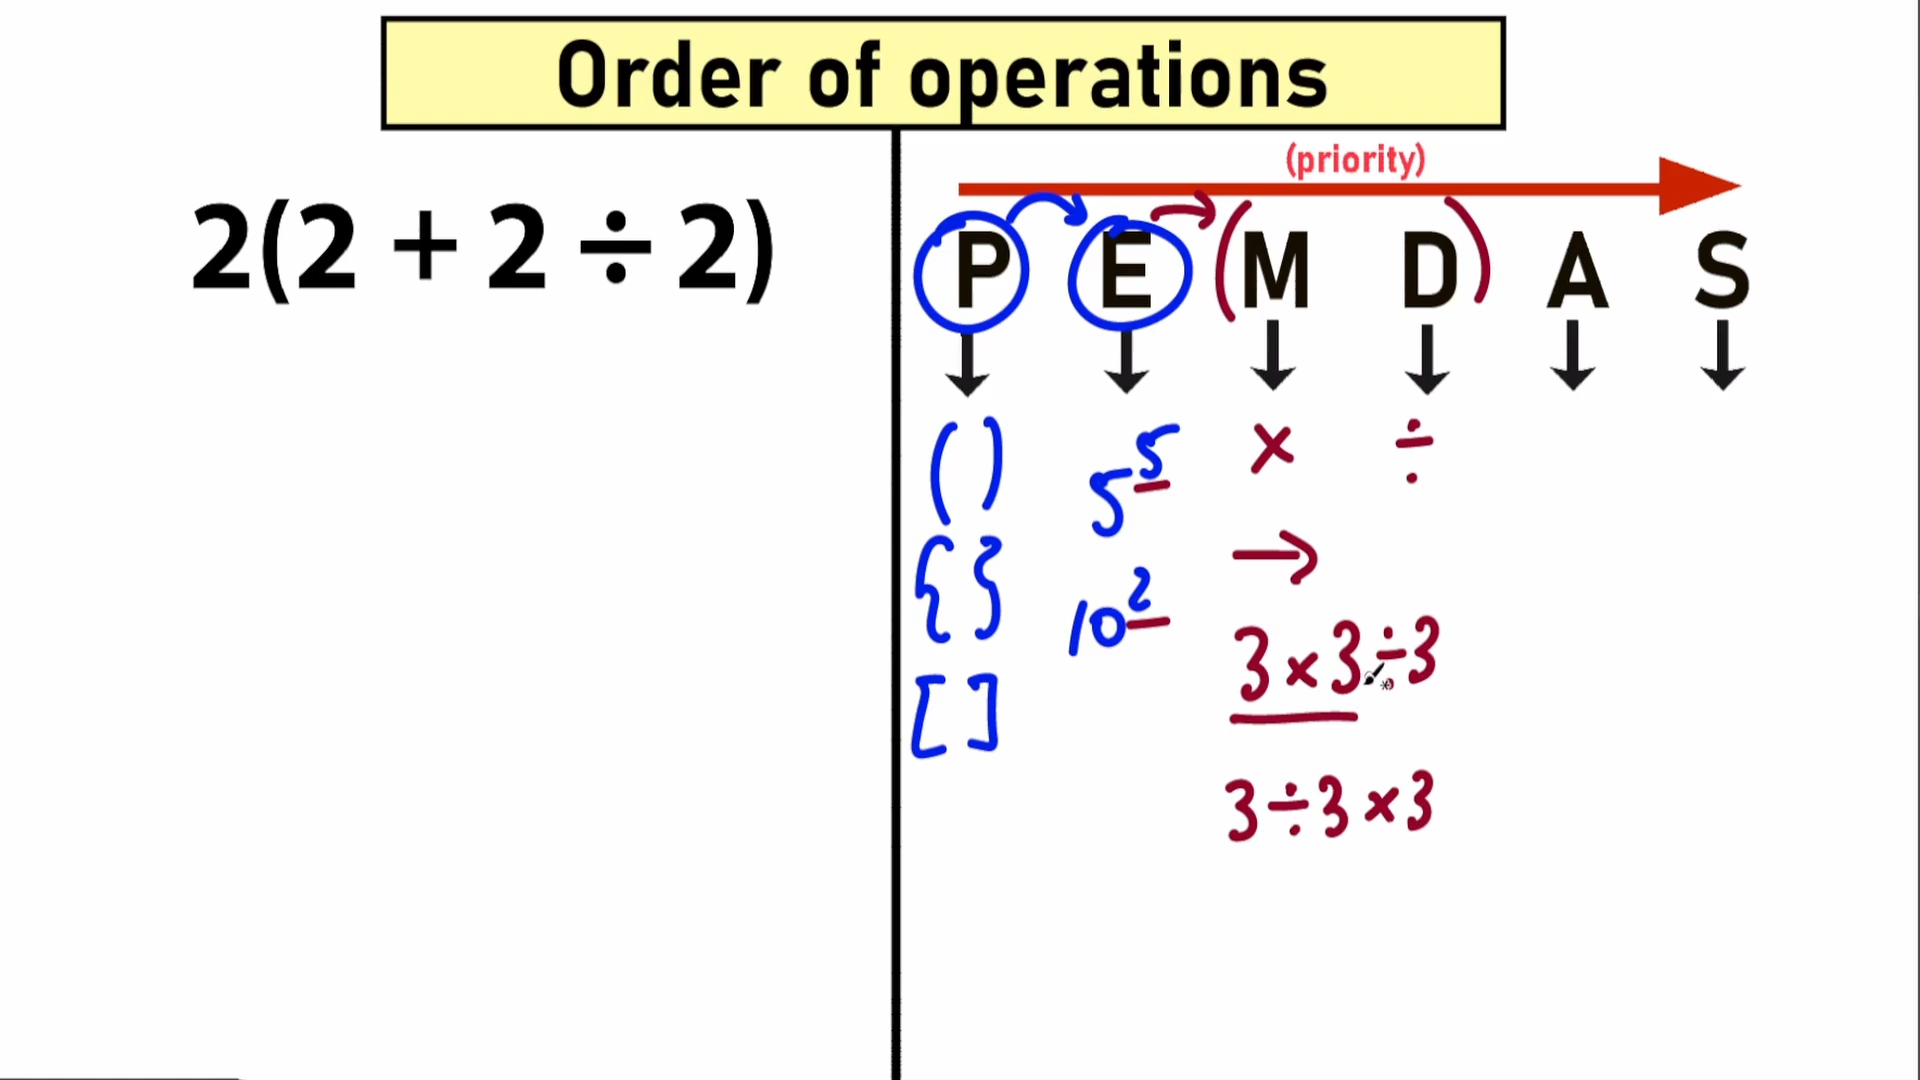 Order of operations
2(2 + 2 ÷ 2)
(priority)
P E (M D) A S
( ) 5⁵ × ÷
{ } 10² →
[ ] 3×3÷3
3÷3×3